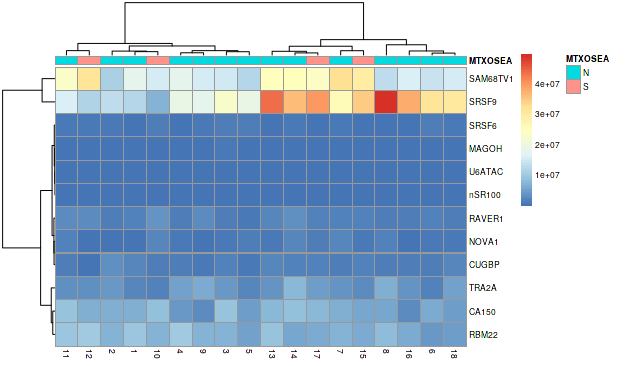 MTXOSEA
SAM68TV1
SRSF9
SRSF6
MAGOH
U6ATAC
nSR100
RAVER1
NOVA1
CUGBP
TRA2A
CA150
RBM22
11 12 2 1 10 4 9 3 5 13 14 17 7 15 8 16 6 18
4e+07
3e+07
2e+07
1e+07
MTXOSEA
N
S